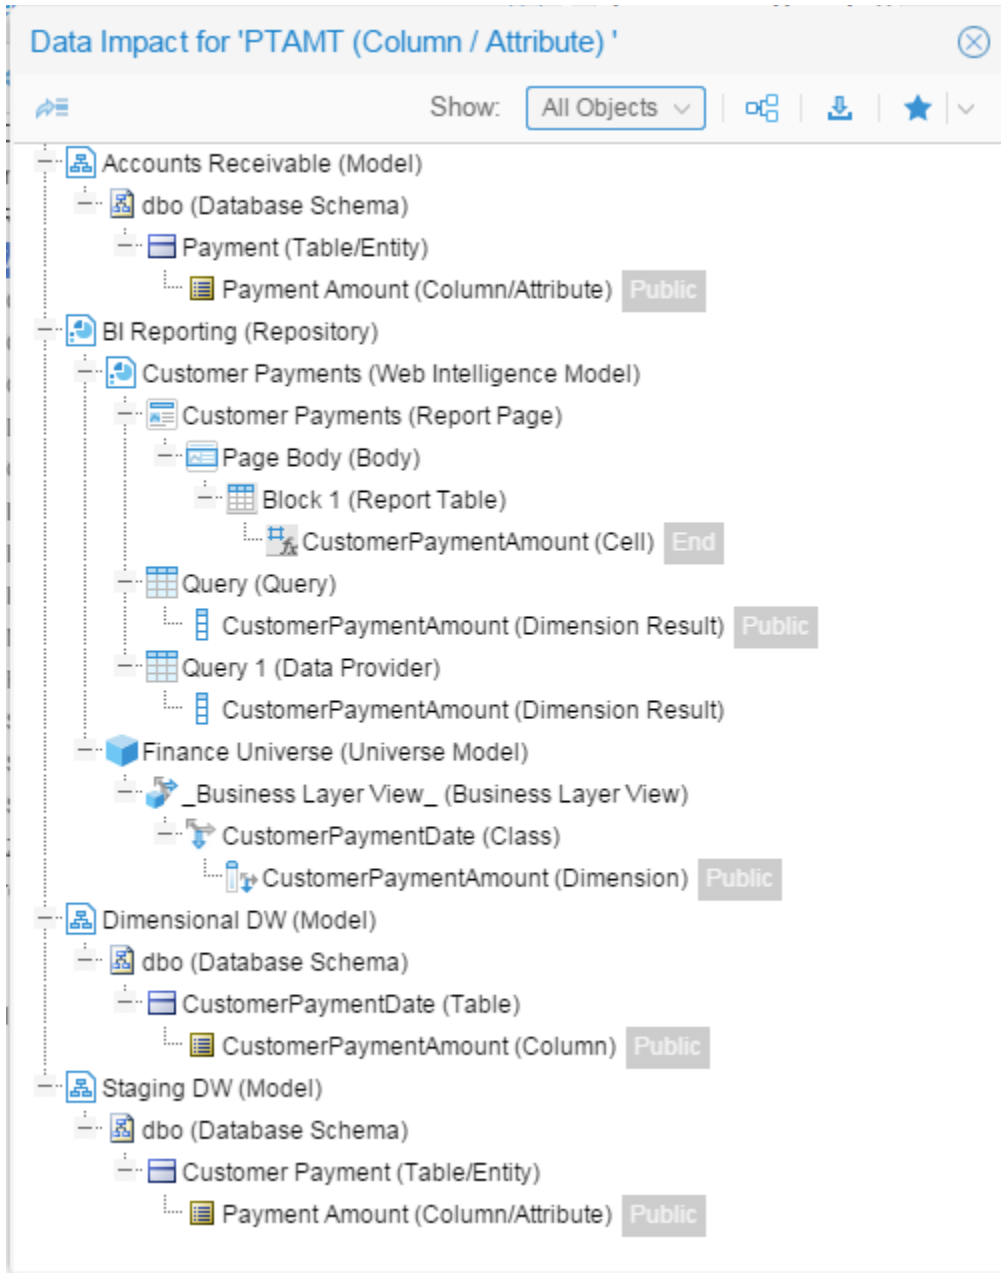 Data Impact for 'PTAMT (Column / Attribute) '
Show: All Objects
Accounts Receivable (Model)
dbo (Database Schema)
Payment (Table/Entity)
Payment Amount (Column/Attribute) Public
BI Reporting (Repository)
Customer Payments (Web Intelligence Model)
Customer Payments (Report Page)
Page Body (Body)
Block 1 (Report Table)
CustomerPaymentAmount (Cell) End
Query (Query)
CustomerPaymentAmount (Dimension Result) Public
Query 1 (Data Provider)
CustomerPaymentAmount (Dimension Result)
Finance Universe (Universe Model)
_Business Layer View_ (Business Layer View)
CustomerPaymentDate (Class)
CustomerPaymentAmount (Dimension) Public
Dimensional DW (Model)
dbo (Database Schema)
CustomerPaymentDate (Table)
CustomerPaymentAmount (Column) Public
Staging DW (Model)
dbo (Database Schema)
Customer Payment (Table/Entity)
Payment Amount (Column/Attribute) Public